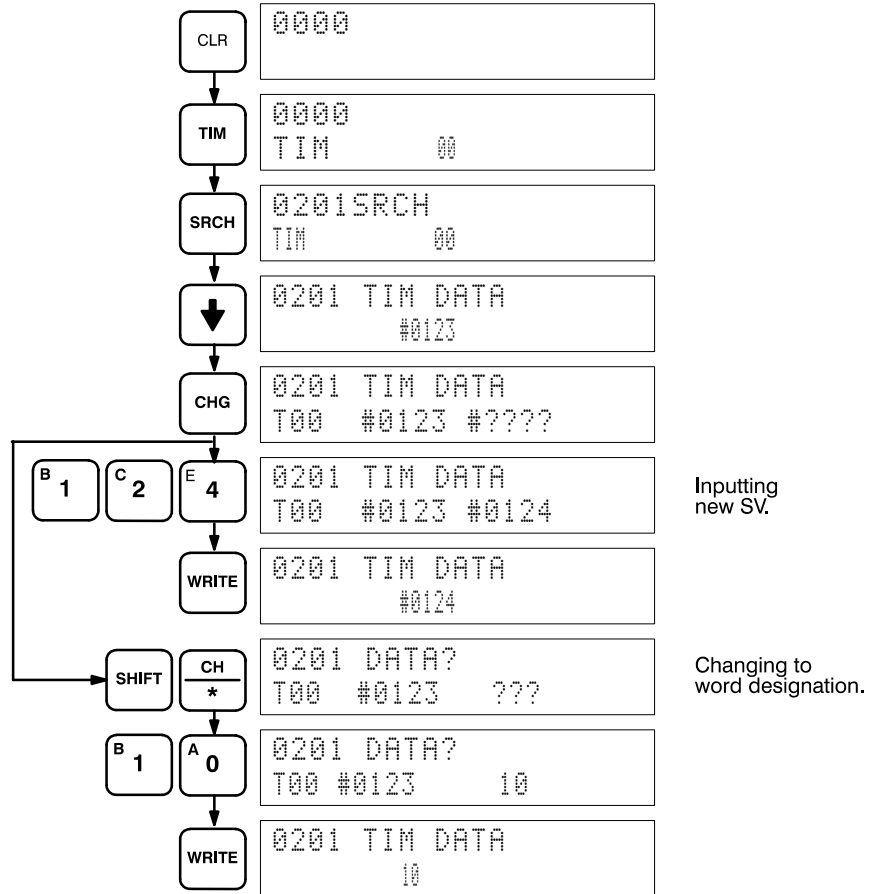 CLR
0000
TIM
0000
TIM 00
SRCH
0201SRCH
TIM 00
0201 TIM DATA
#0123
CHG
0201 TIM DATA
T00 #0123 #????
B 1
C 2
E 4
0201 TIM DATA
T00 #0123 #0124
Inputting
new SV.
WRITE
0201 TIM DATA
#0124
SHIFT
CH
*
0201 DATA?
T00 #0123 ???
Changing to
word designation.
B 1
A 0
0201 DATA?
T00 #0123 10
WRITE
0201 TIM DATA
10